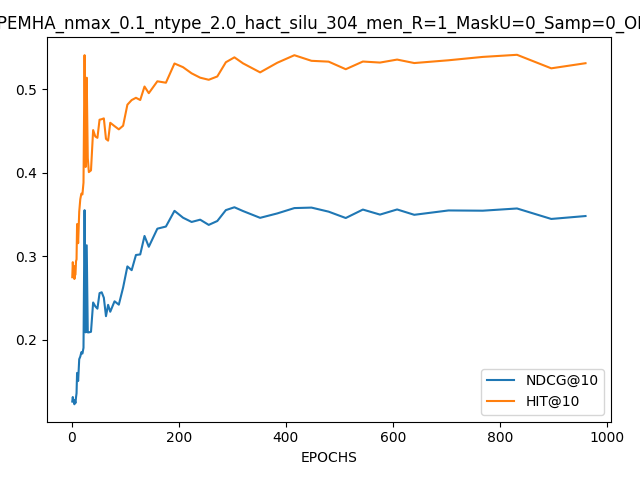 PEMHA_nmax_0.1_ntype_2.0_hact_silu_304_men_R=1_MaskU=0_Samp=0_OI
0.5
0.4
0.3
0.2
NDCG@10
HIT@10
0 200 400 600 800 1000
EPOCHS